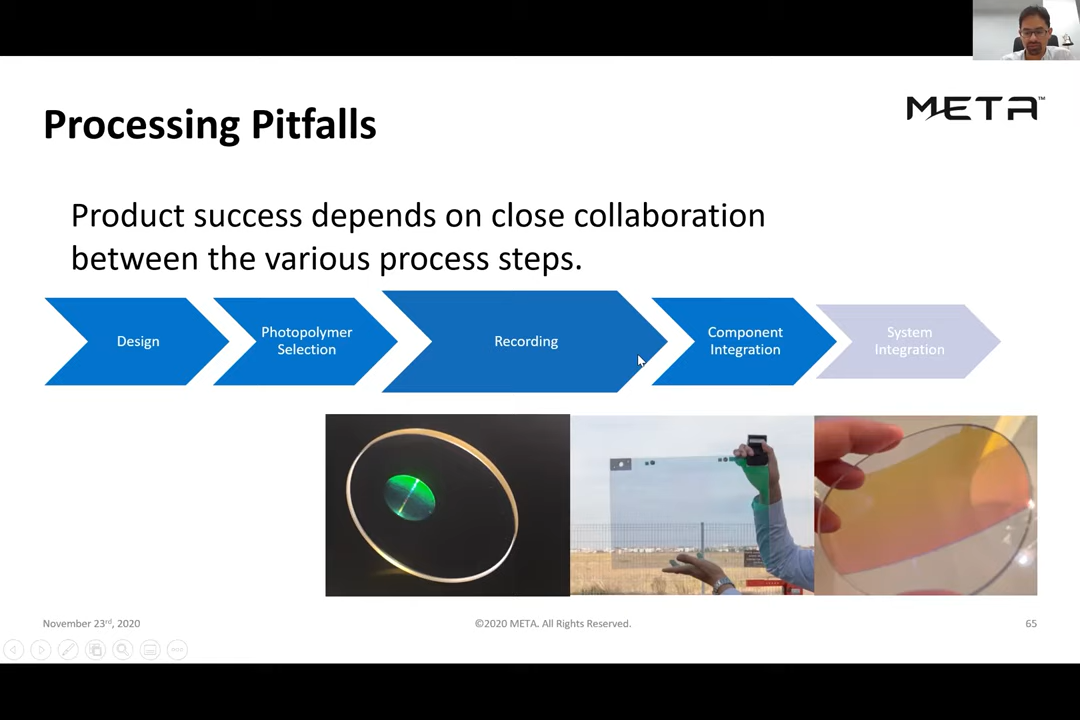 META™
Processing Pitfalls
Product success depends on close collaboration
between the various process steps.
Design
Photopolymer
Selection
Recording
Component
Integration
System
Integration
November 23rd, 2020
©2020 META. All Rights Reserved.
65